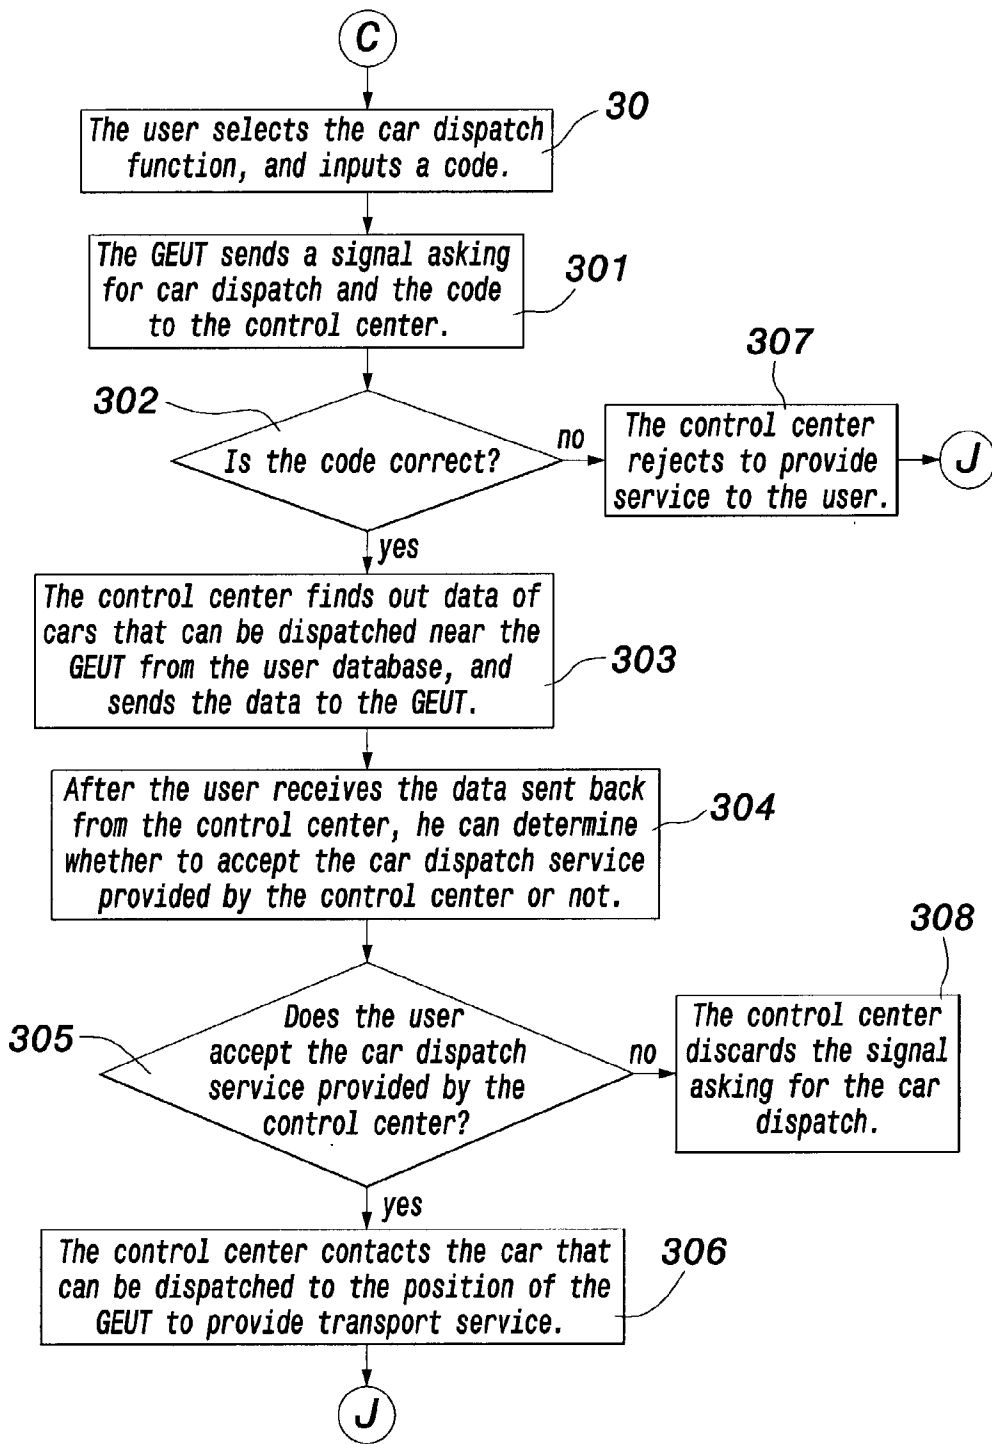 C
The user selects the car dispatch
function, and inputs a code.
30
The GEUT sends a signal asking
for car dispatch and the code
to the control center.
301
302
Is the code correct?
no
307
The control center
rejects to provide
service to the user.
J
yes
The control center finds out data of
cars that can be dispatched near the
GEUT from the user database, and
sends the data to the GEUT.
303
After the user receives the data sent back
from the control center, he can determine
whether to accept the car dispatch service
provided by the control center or not.
304
305
Does the user
accept the car dispatch
service provided by the
control center?
no
308
The control center
discards the signal
asking for the car
dispatch.
yes
The control center contacts the car that
can be dispatched to the position of the
GEUT to provide transport service.
306
J